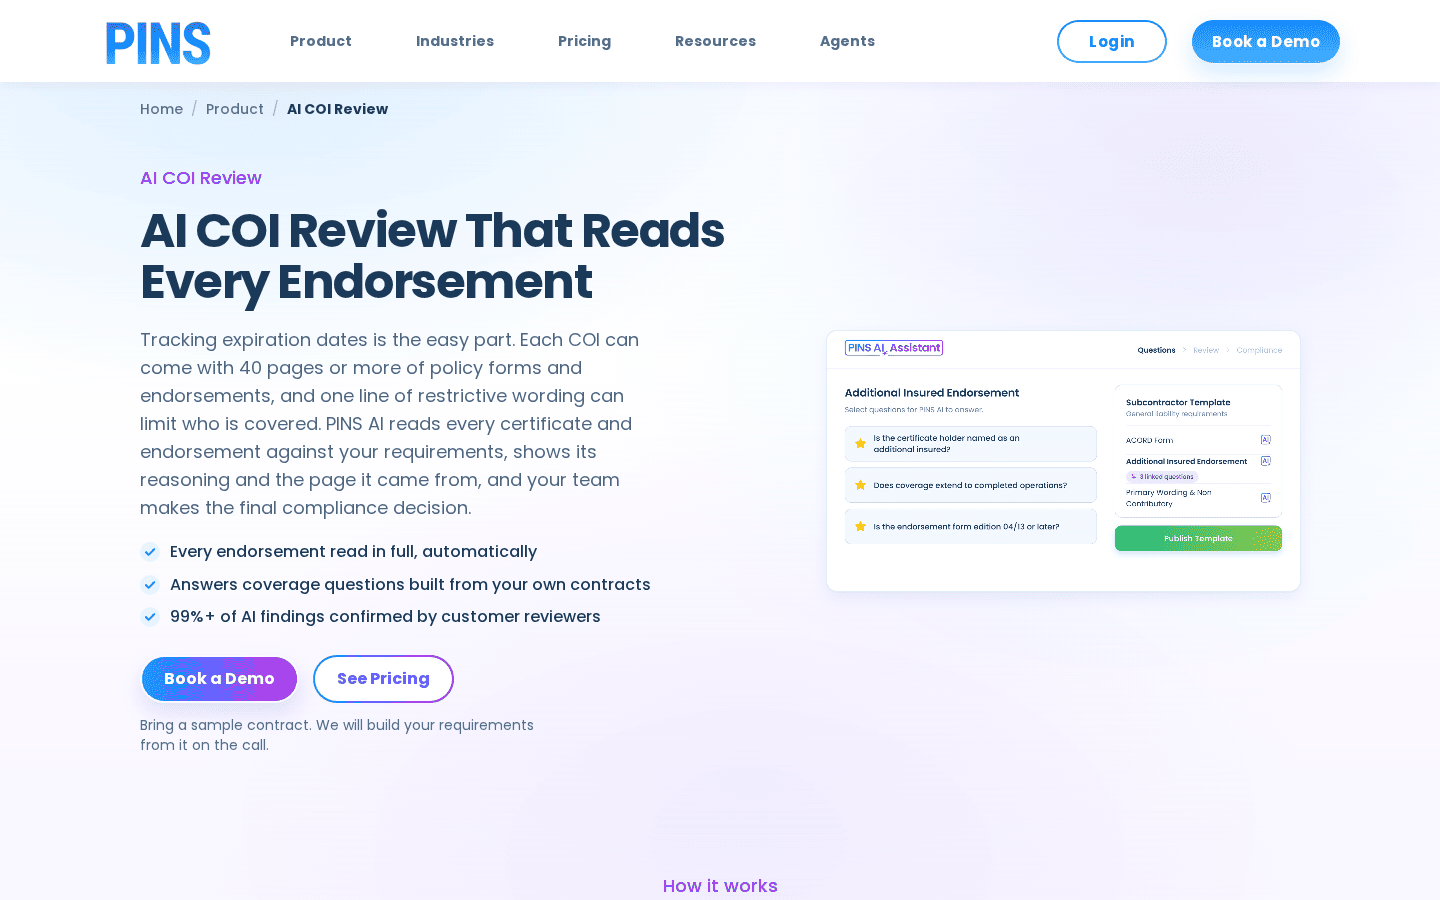 PINS
Product
Industries
Pricing
Resources
Agents
Login
Book a Demo
Home / Product / AI COI Review
AI COI Review
AI COI Review That Reads
Every Endorsement
Tracking expiration dates is the easy part. Each COI can
come with 40 pages or more of policy forms and
endorsements, and one line of restrictive wording can
limit who is covered. PINS AI reads every certificate and
endorsement against your requirements, shows its
reasoning and the page it came from, and your team
makes the final compliance decision.
Every endorsement read in full, automatically
Answers coverage questions built from your own contracts
99%+ of AI findings confirmed by customer reviewers
Book a Demo
See Pricing
Bring a sample contract. We will build your requirements
from it on the call.
PINS AI Assistant
Questions > Review > Compliance
Additional Insured Endorsement
Select questions for PINS AI to answer.
Is the certificate holder named as an
additional insured?
Does coverage extend to completed operations?
Is the endorsement form edition 04/13 or later?
Subcontractor Template
General liability requirements
ACORD Form
AI
Additional Insured Endorsement
AI
3 linked questions
Primary Wording & Non
Contributory
AI
Publish Template
How it works